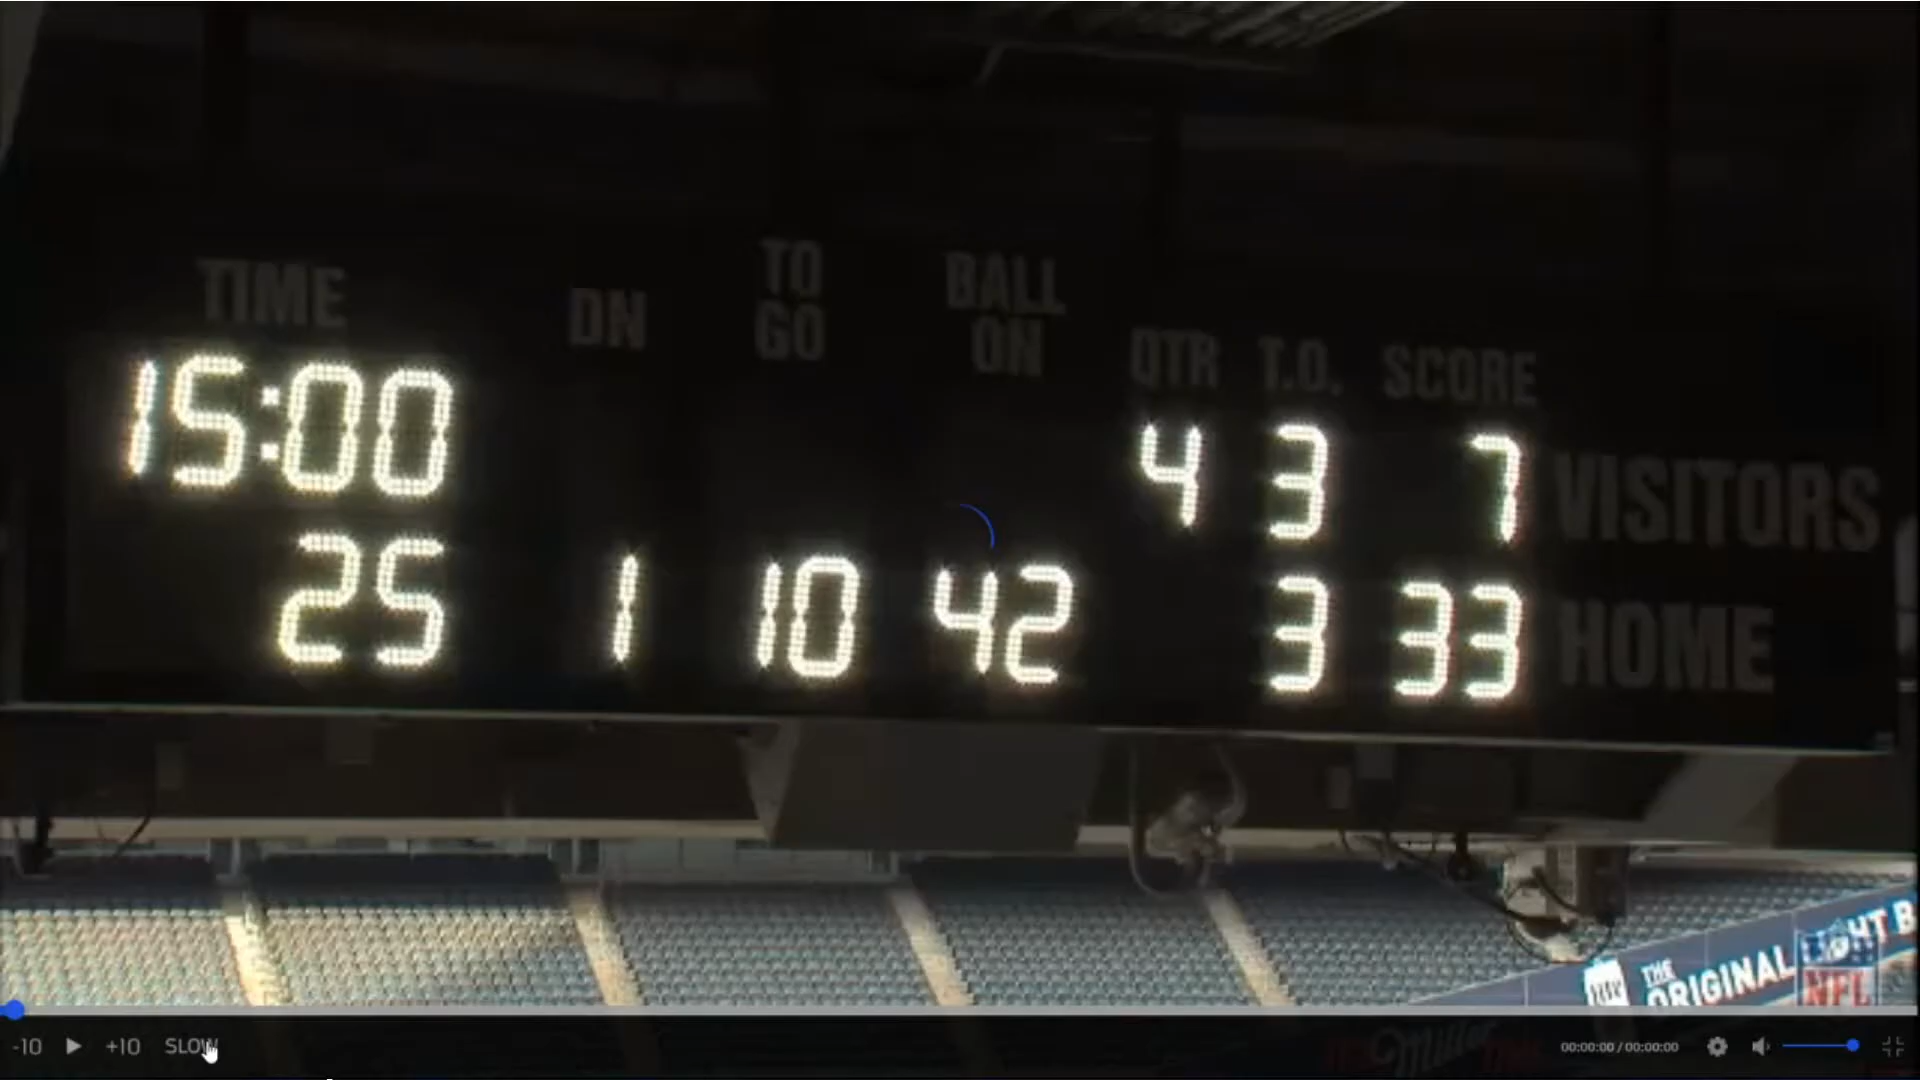 TIME DN TO GO BALL ON QTR T.O. SCORE
15:00 4 3 7 VISITORS
25 1 10 42 3 33 HOME
THE ORIGINAL
NFL
Miller
-10 +10 SLOW 00:00:00 / 00:00:00